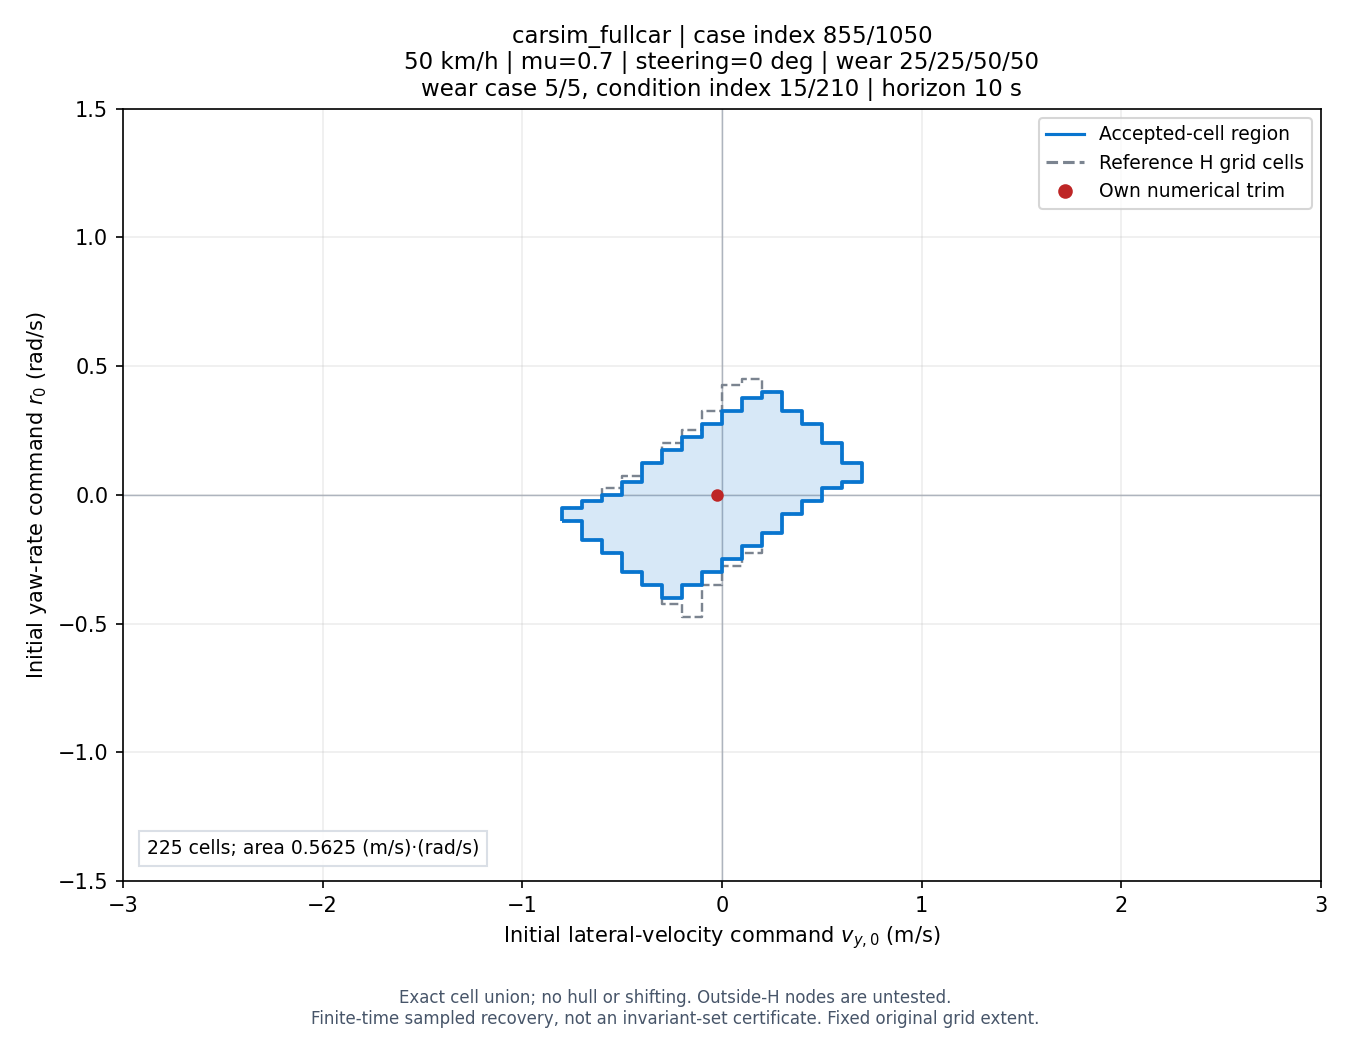 carsim_fullcar | case index 855/1050
50 km/h | mu=0.7 | steering=0 deg | wear 25/25/50/50
wear case 5/5, condition index 15/210 | horizon 10 s
Accepted-cell region
Reference H grid cells
Own numerical trim
1.5
1.0
0.5
0.0
−0.5
−1.0
−1.5
Initial yaw-rate command r₀ (rad/s)
225 cells; area 0.5625 (m/s)·(rad/s)
−3 −2 −1 0 1 2 3
Initial lateral-velocity command v_{y,0} (m/s)
Exact cell union; no hull or shifting. Outside-H nodes are untested.
Finite-time sampled recovery, not an invariant-set certificate. Fixed original grid extent.